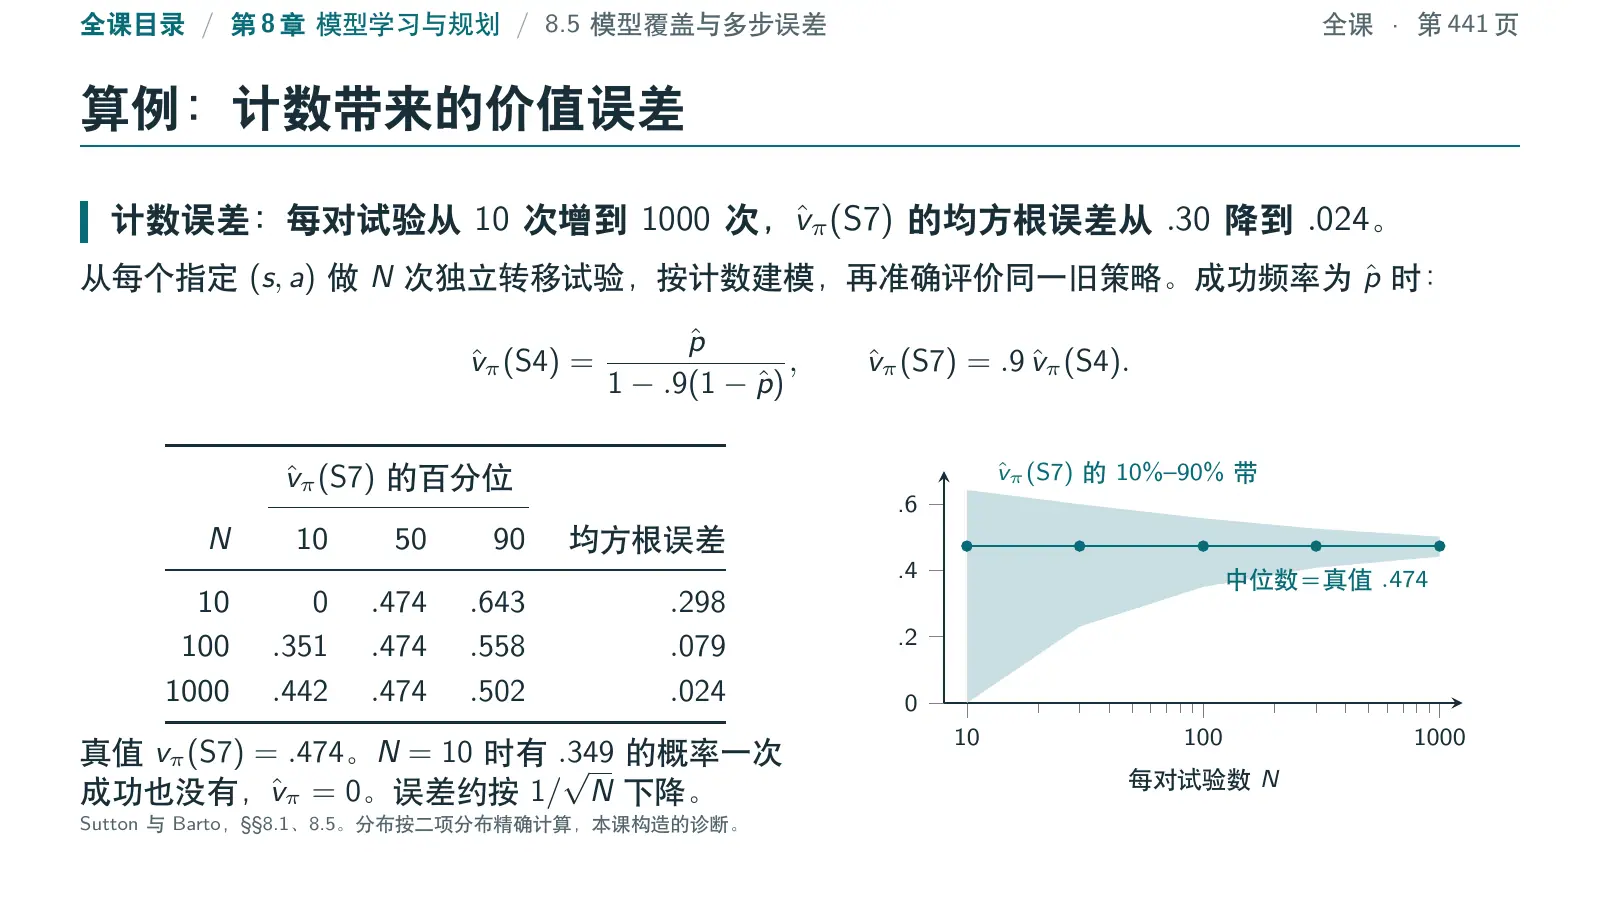 全课目录 / 第 8 章 模型学习与规划 / 8.5 模型覆盖与多步误差
全课 · 第 441 页
算例：计数带来的价值误差
计数误差：每对试验从 10 次增到 1000 次，v̂π(S7) 的均方根误差从 .30 降到 .024。
从每个指定 (s, a) 做 N 次独立转移试验，按计数建模，再准确评价同一旧策略。成功频率为 p̂ 时：
v̂π(S4) = p̂ / (1 − .9(1 − p̂)), v̂π(S7) = .9 v̂π(S4).
v̂π(S7) 的百分位
N 10 50 90 均方根误差
10 0 .474 .643 .298
100 .351 .474 .558 .079
1000 .442 .474 .502 .024
真值 vπ(S7) = .474。N = 10 时有 .349 的概率一次
成功也没有，v̂π = 0。误差约按 1/√N 下降。
Sutton 与 Barto，§§8.1、8.5。分布按二项分布精确计算，本课构造的诊断。
v̂π(S7) 的 10%–90% 带
.6
.4
.2
0
中位数=真值 .474
10 100 1000
每对试验数 N